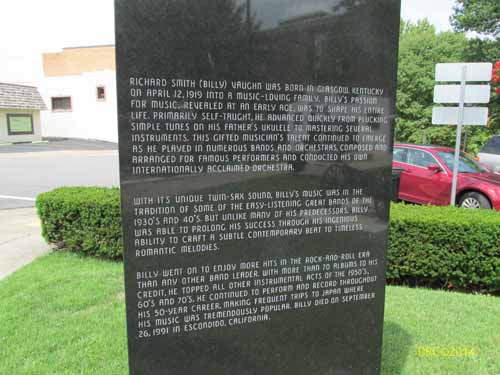 RICHARD SMITH (BILLY) VAUGHN WAS BORN IN GLASGOW, KENTUCKY
ON APRIL 12, 1919 INTO A MUSIC-LOVING FAMILY. BILLY'S PASSION
FOR MUSIC, REVEALED AT AN EARLY AGE, WAS TO SHAPE HIS ENTIRE
LIFE. PRIMARILY SELF-TAUGHT, HE ADVANCED QUICKLY FROM PLUCKING
SIMPLE TUNES ON HIS FATHER'S UKULELE TO MASTERING SEVERAL
INSTRUMENTS. THIS GIFTED MUSICIAN'S TALENT CONTINUED TO EMERGE
AS HE PLAYED IN NUMEROUS BANDS AND ORCHESTRAS, COMPOSED AND
ARRANGED FOR FAMOUS PERFORMERS AND CONDUCTED HIS OWN
INTERNATIONALLY ACCLAIMED ORCHESTRA.
WITH ITS UNIQUE TWIN-SAX SOUND, BILLY'S MUSIC WAS IN THE
TRADITION OF SOME OF THE EASY-LISTENING GREAT BANDS OF THE
1930'S AND 40'S. BUT UNLIKE MANY OF HIS PREDECESSORS, BILLY
WAS ABLE TO PROLONG HIS SUCCESS THROUGH HIS INGENIOUS
ABILITY TO CRAFT A SUBTLE CONTEMPORARY BEAT TO TIMELESS
ROMANTIC MELODIES.
BILLY WENT ON TO ENJOY MORE HITS IN THE ROCK-AND-ROLL ERA
THAN ANY OTHER BAND LEADER. WITH MORE THAN 70 ALBUMS TO HIS
CREDIT, HE TOPPED ALL OTHER INSTRUMENTAL ACTS OF THE 1950'S,
60'S AND 70'S. HE CONTINUED TO PERFORM AND RECORD THROUGHOUT
HIS 50-YEAR CAREER, MAKING FREQUENT TRIPS TO JAPAN WHERE
HIS MUSIC WAS TREMENDOUSLY POPULAR. BILLY DIED ON SEPTEMBER
26, 1991 IN ESCONDIDO, CALIFORNIA.